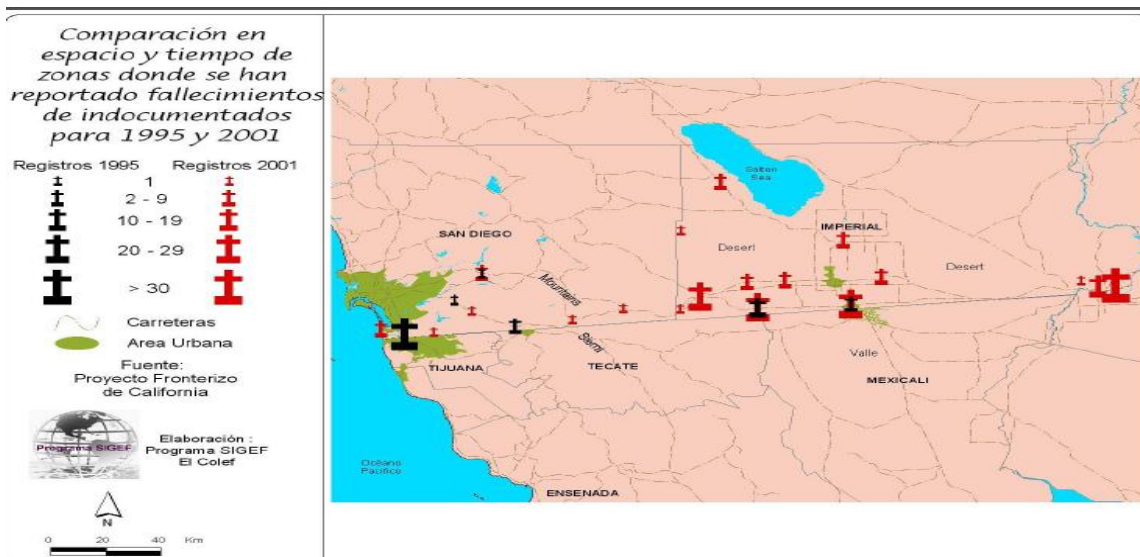 Comparación en
espacio y tiempo de
zonas donde se han
reportado fallecimientos
de indocumentados
para 1995 y 2001
Registros 1995 Registros 2001
1
2 - 9
10 - 19
20 - 29
> 30
Carreteras
Area Urbana
Fuente:
Proyecto Fronterizo
de California
Programa SIGEF
Elaboración :
Programa SIGEF
El Colef
N
0 20 40 Km
Salton
Sea
SAN DIEGO
IMPERIAL
Desert
Desert
Mountains
Sierra
TIJUANA
TECATE
Valle
MEXICALI
Océano
Pacífico
ENSENADA